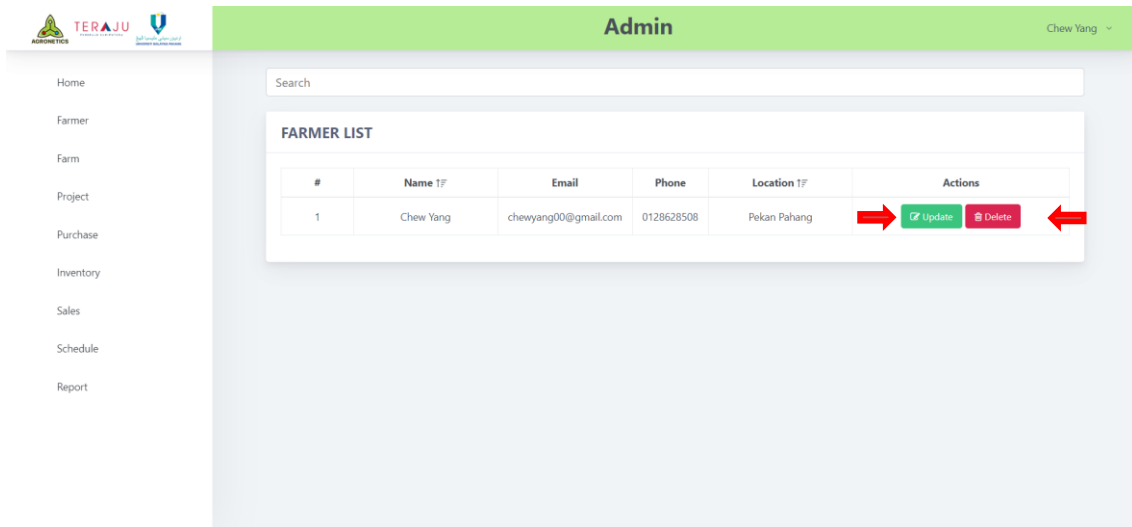 AGRONETICS
TERAJU
Admin
Chew Yang
Home
Farmer
Farm
Project
Purchase
Inventory
Sales
Schedule
Report
Search
FARMER LIST
# Name Email Phone Location Actions
1 Chew Yang chewyang00@gmail.com 0128628508 Pekan Pahang Update Delete